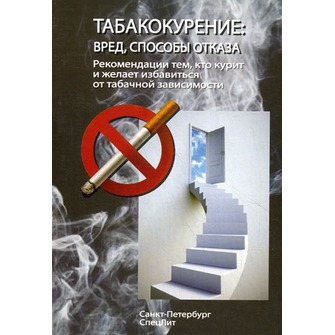 ТАБАКОКУРЕНИЕ:
ВРЕД, СПОСОБЫ ОТКАЗА
Рекомендации тем, кто курит
и желает избавиться
от табачной зависимости
Санкт-Петербург
СпецЛит